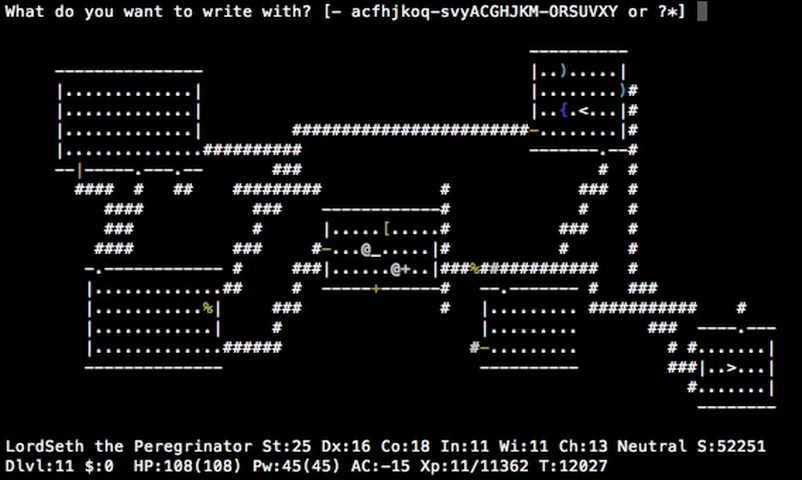 What do you want to write with? [- acfhjkoq-svyACGHJKM-ORSUVXY or ?*]
LordSeth the Peregrinator St:25 Dx:16 Co:18 In:11 Wi:11 Ch:13 Neutral S:52251
Dlvl:11 $:0 HP:108(108) Pw:45(45) AC:-15 Xp:11/11362 T:12027